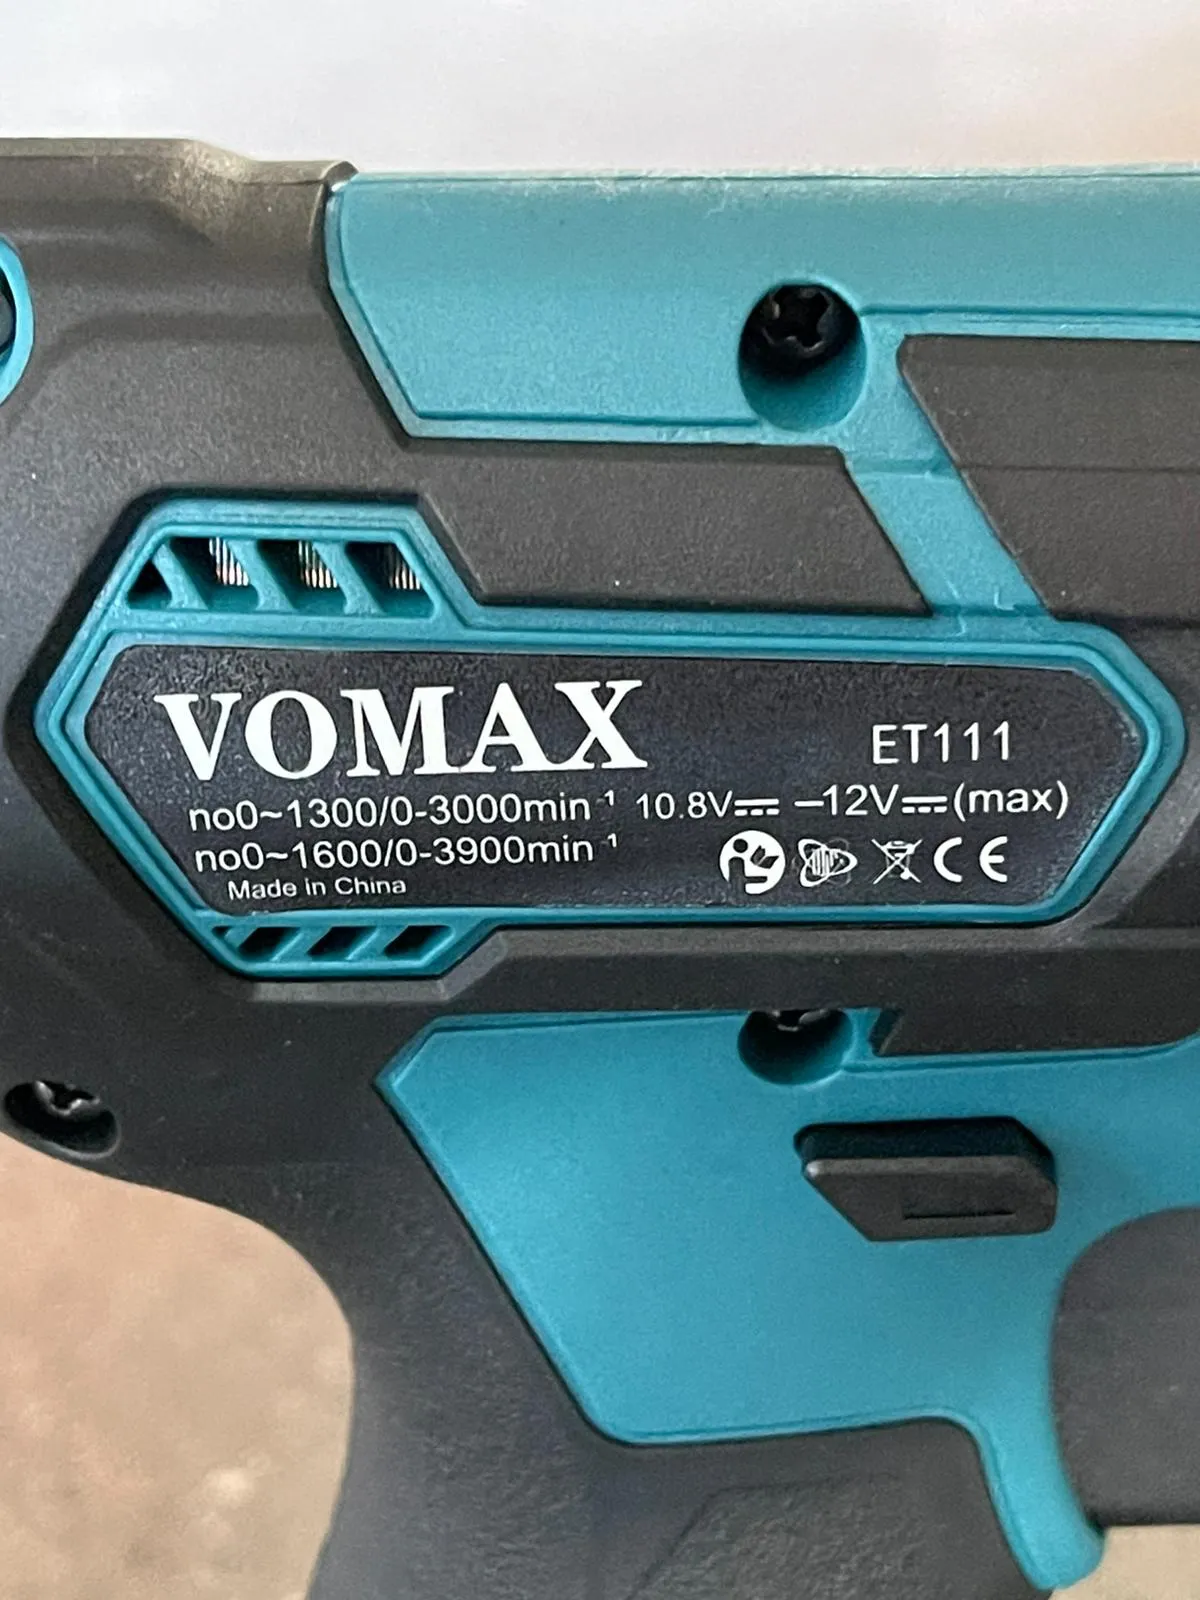 VOMAX
ET111
no0~1300/0-3000min⁻¹ 10.8V⎓ –12V⎓(max)
no0~1600/0-3900min⁻¹
CE
Made in China